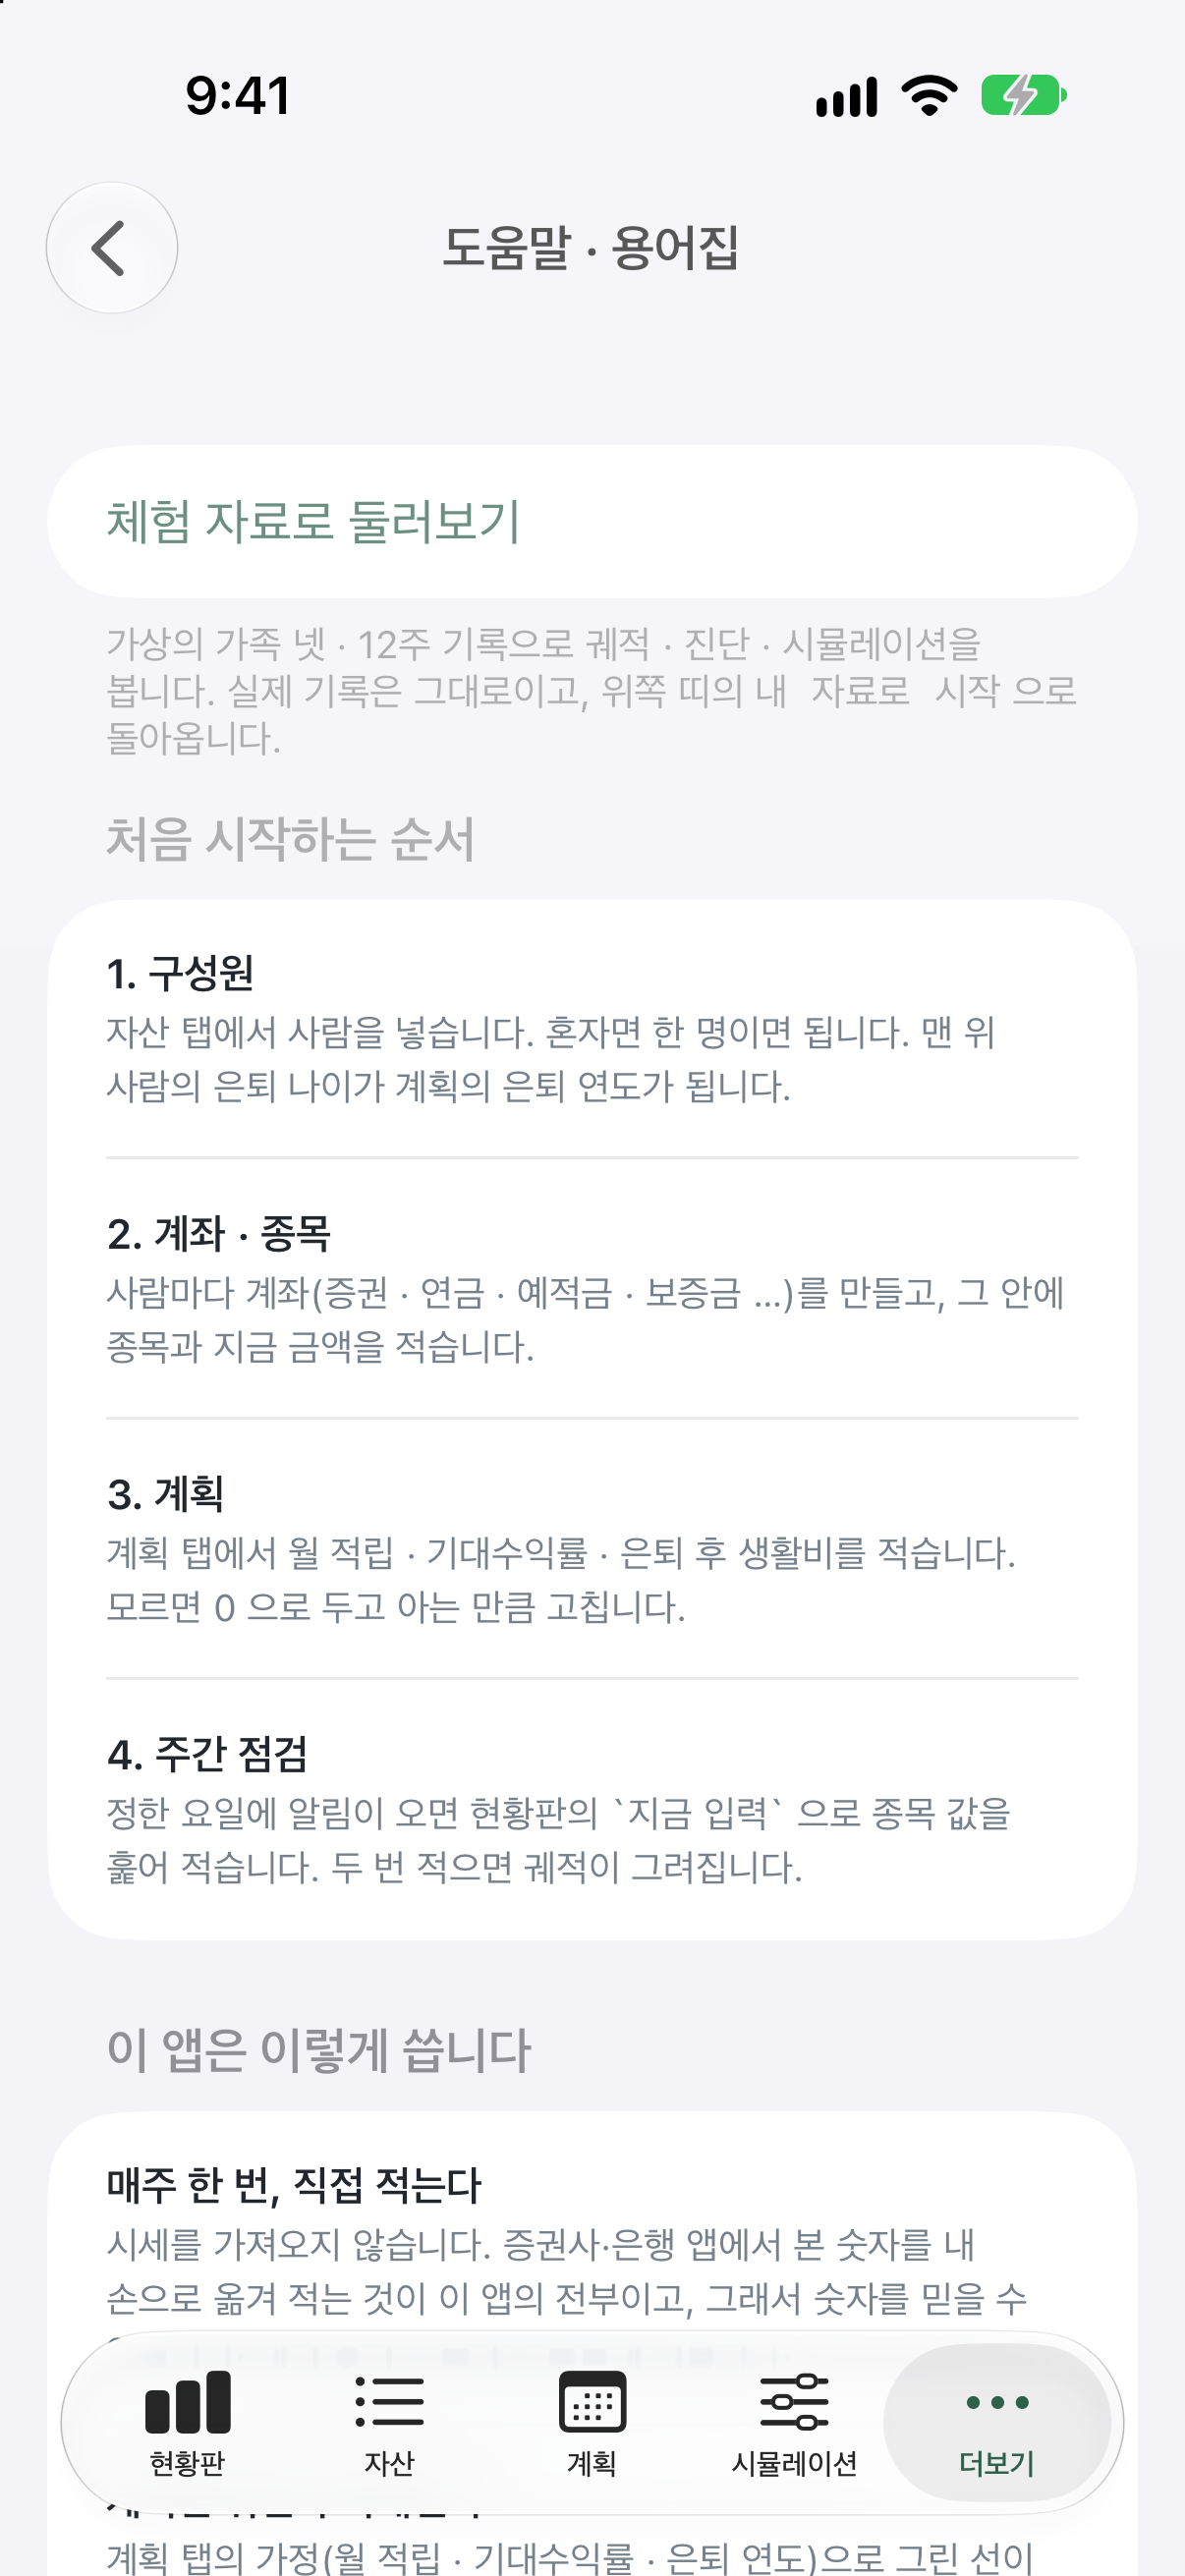 9:41
도움말 · 용어집
체험 자료로 둘러보기
가상의 가족 넷 · 12주 기록으로 궤적 · 진단 · 시뮬레이션을
봅니다. 실제 기록은 그대로이고, 위쪽 띠의 내 자료로 시작 으로
돌아옵니다.
처음 시작하는 순서
1. 구성원
자산 탭에서 사람을 넣습니다. 혼자면 한 명이면 됩니다. 맨 위
사람의 은퇴 나이가 계획의 은퇴 연도가 됩니다.
2. 계좌 · 종목
사람마다 계좌(증권 · 연금 · 예적금 · 보증금 …)를 만들고, 그 안에
종목과 지금 금액을 적습니다.
3. 계획
계획 탭에서 월 적립 · 기대수익률 · 은퇴 후 생활비를 적습니다.
모르면 0 으로 두고 아는 만큼 고칩니다.
4. 주간 점검
정한 요일에 알림이 오면 현황판의 `지금 입력` 으로 종목 값을
훑어 적습니다. 두 번 적으면 궤적이 그려집니다.
이 앱은 이렇게 씁니다
매주 한 번, 직접 적는다
시세를 가져오지 않습니다. 증권사·은행 앱에서 본 숫자를 내
손으로 옮겨 적는 것이 이 앱의 전부이고, 그래서 숫자를 믿을 수
현황판
자산
계획
시뮬레이션
더보기
계획 탭의 가정(월 적립 · 기대수익률 · 은퇴 연도)으로 그린 선이